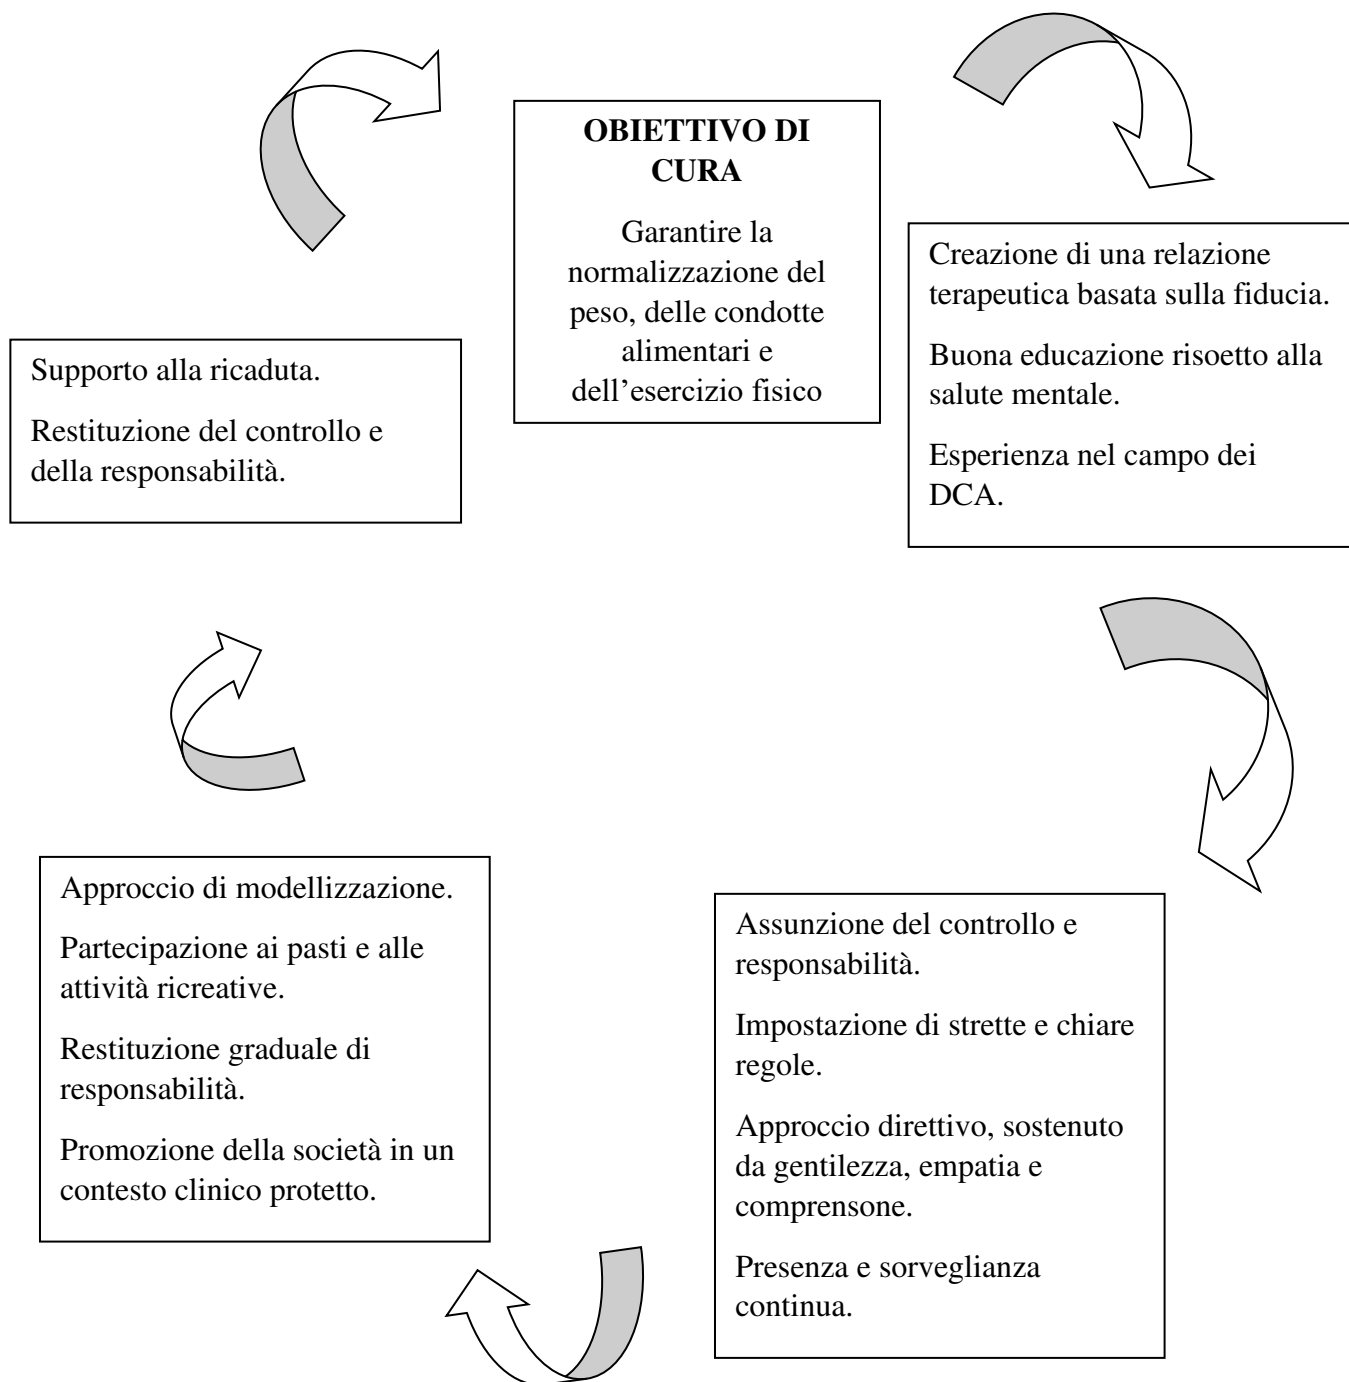 OBIETTIVO DI
CURA
Garantire la
normalizzazione del
peso, delle condotte
alimentari e
dell’esercizio fisico
Creazione di una relazione
terapeutica basata sulla fiducia.
Buona educazione risoetto alla
salute mentale.
Esperienza nel campo dei
DCA.
Assunzione del controllo e
responsabilità.
Impostazione di strette e chiare
regole.
Approccio direttivo, sostenuto
da gentilezza, empatia e
comprensone.
Presenza e sorveglianza
continua.
Approccio di modellizzazione.
Partecipazione ai pasti e alle
attività ricreative.
Restituzione graduale di
responsabilità.
Promozione della società in un
contesto clinico protetto.
Supporto alla ricaduta.
Restituzione del controllo e
della responsabilità.